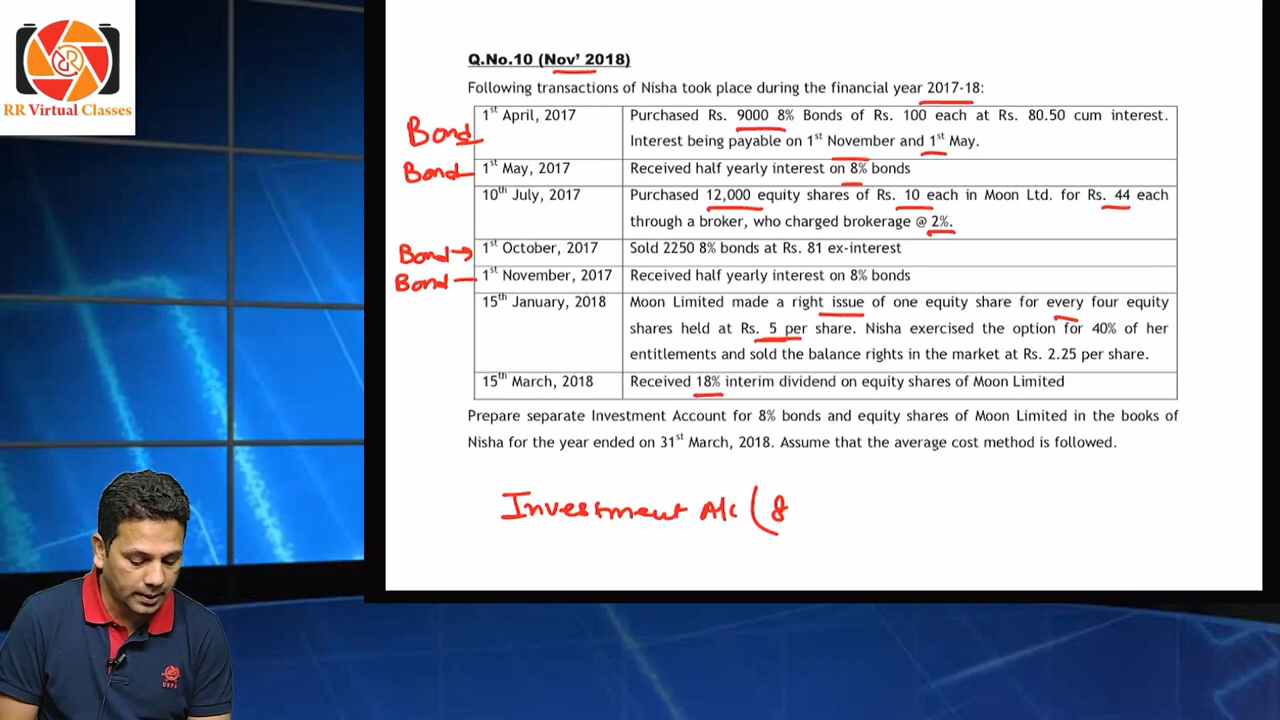 RR Virtual Classes
Q.No.10 (Nov' 2018)
Following transactions of Nisha took place during the financial year 2017-18:
Bond
1st April, 2017 Purchased Rs. 9000 8% Bonds of Rs. 100 each at Rs. 80.50 cum interest.
Interest being payable on 1st November and 1st May.
Bond 1st May, 2017 Received half yearly interest on 8% bonds
10th July, 2017 Purchased 12,000 equity shares of Rs. 10 each in Moon Ltd. for Rs. 44 each
through a broker, who charged brokerage @ 2%.
Bond → 1st October, 2017 Sold 2250 8% bonds at Rs. 81 ex-interest
Bond 1st November, 2017 Received half yearly interest on 8% bonds
15th January, 2018 Moon Limited made a right issue of one equity share for every four equity
shares held at Rs. 5 per share. Nisha exercised the option for 40% of her
entitlements and sold the balance rights in the market at Rs. 2.25 per share.
15th March, 2018 Received 18% interim dividend on equity shares of Moon Limited
Prepare separate Investment Account for 8% bonds and equity shares of Moon Limited in the books of
Nisha for the year ended on 31st March, 2018. Assume that the average cost method is followed.
Investment A/c (8